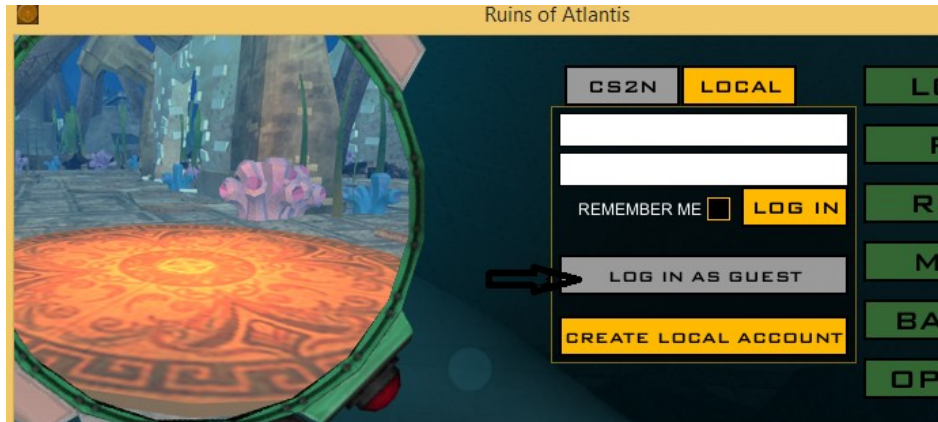 Ruins of Atlantis
CS2N LOCAL
REMEMBER ME LOG IN
LOG IN AS GUEST
CREATE LOCAL ACCOUNT